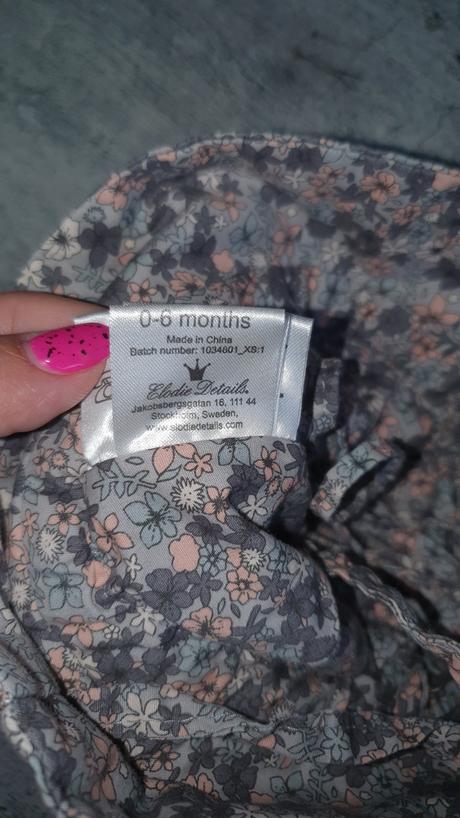 0-6 months
Made in China
Batch number: 1034801_XS:1
Elodie Details.
Jakobsbergsgatan 16, 111 44
Stockholm, Sweden,
www.elodiedetails.com